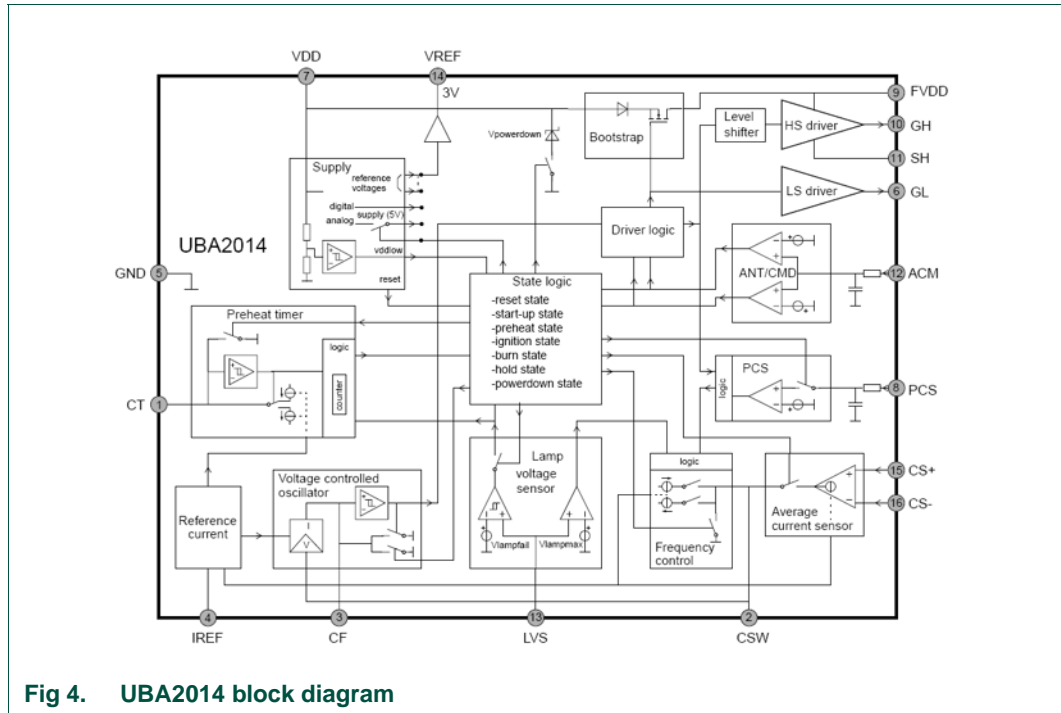 VDD
7
VREF
14
3V
9
FVDD
Bootstrap
Level
shifter
HS driver
10
GH
Vpowerdown
11
SH
Supply
reference
voltages
LS driver
6
GL
digital
analog
supply (5V)
Driver logic
UBA2014
vddlow
ANT/CMD
GND
5
reset
12
ACM
State logic
-reset state
-start-up state
-preheat state
-ignition state
-burn state
-hold state
-powerdown state
Preheat timer
logic
counter
CT
1
logic
PCS
8
PCS
Voltage controlled
oscillator
Lamp
voltage
sensor
logic
15
CS+
16
CS-
Reference
current
I
V
Vlampfail
Vlampmax
Frequency
control
Average
current sensor
4
IREF
3
CF
13
LVS
2
CSW
Fig 4. UBA2014 block diagram